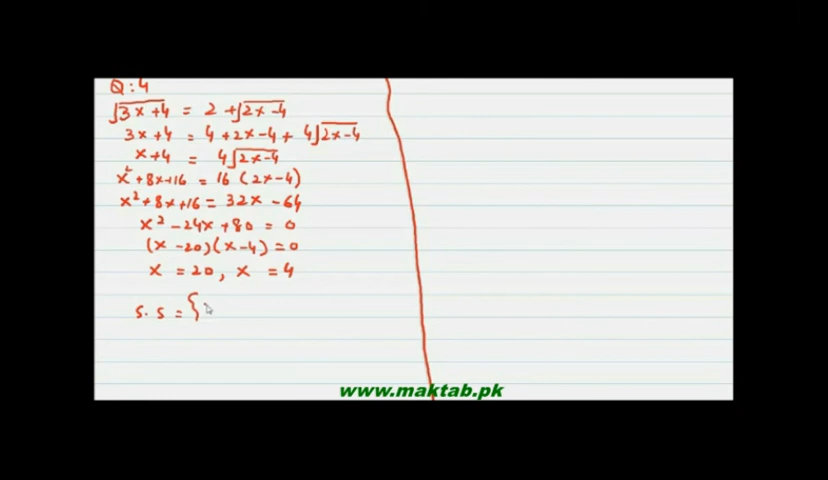 Q : 4
√3x+4 = 2 + √2x-4
3x+4 = 4 + 2x - 4 + 4√2x-4
x+4 = 4√2x-4
x² + 8x+16 = 16 (2x-4)
x² + 8x+16 = 32x - 64
x² - 24x + 80 = 0
(x - 20)(x - 4) = 0
x = 20, x = 4
S. S = {
www.maktab.pk